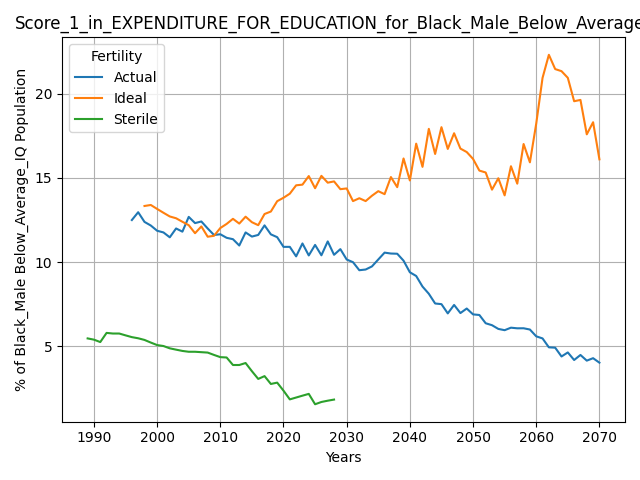 Score_1_in_EXPENDITURE_FOR_EDUCATION_for_Black_Male_Below_Average
% of Black_Male Below_Average_IQ Population
Fertility
Actual
Ideal
Sterile
20
15
10
5
1990 2000 2010 2020 2030 2040 2050 2060 2070
Years